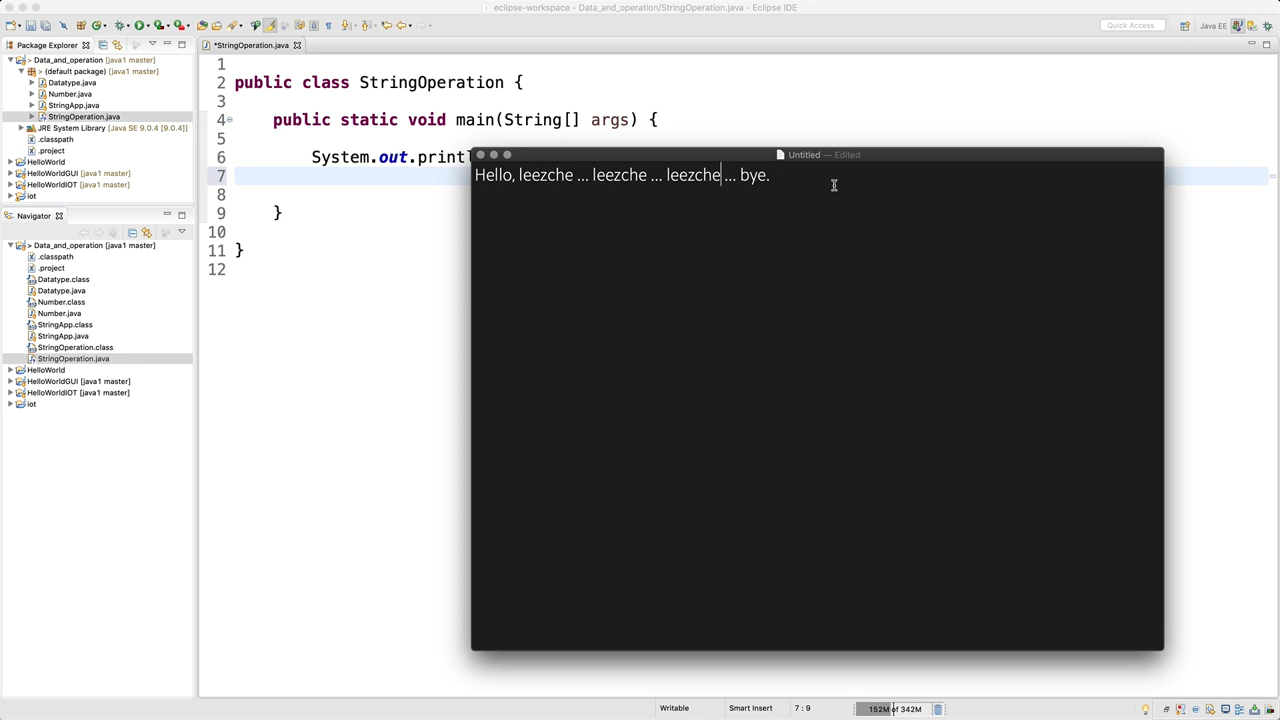 eclipse-workspace - Data_and_operation/StringOperation.java - Eclipse IDE
Quick Access
Java EE
Package Explorer
*StringOperation.java
> Data_and_operation [java1 master]
> (default package) [java1 master]
Datatype.java
Number.java
StringApp.java
StringOperation.java
JRE System Library [Java SE 9.0.4 [9.0.4]]
.classpath
.project
HelloWorld
HelloWorldGUI [java1 master]
HelloWorldIOT [java1 master]
iot
Navigator
> Data_and_operation [java1 master]
.classpath
.project
Datatype.class
Datatype.java
Number.class
Number.java
StringApp.class
StringApp.java
StringOperation.class
StringOperation.java
HelloWorld
HelloWorldGUI [java1 master]
HelloWorldIOT [java1 master]
iot
1
2 public class StringOperation {
3
4 public static void main(String[] args) {
5
6 System.out.printl
7
8
9 }
10
11 }
12
Untitled — Edited
Hello, leezche ... leezche ... leezche ... bye.
Writable
Smart Insert
7 : 9
152M of 342M